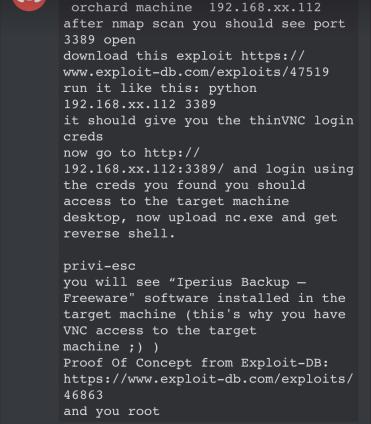 orchard machine  192.168.xx.112
after nmap scan you should see port
3389 open
download this exploit https://
www.exploit-db.com/exploits/47519
run it like this: python
192.168.xx.112 3389
it should give you the thinVNC login
creds
now go to http://
192.168.xx.112:3389/ and login using
the creds you found you should
access to the target machine
desktop, now upload nc.exe and get
reverse shell.

privi-esc
you will see “Iperius Backup –
Freeware" software installed in the
target machine (this's why you have
VNC access to the target
machine ;) )
Proof Of Concept from Exploit-DB:
https://www.exploit-db.com/exploits/
46863
and you root